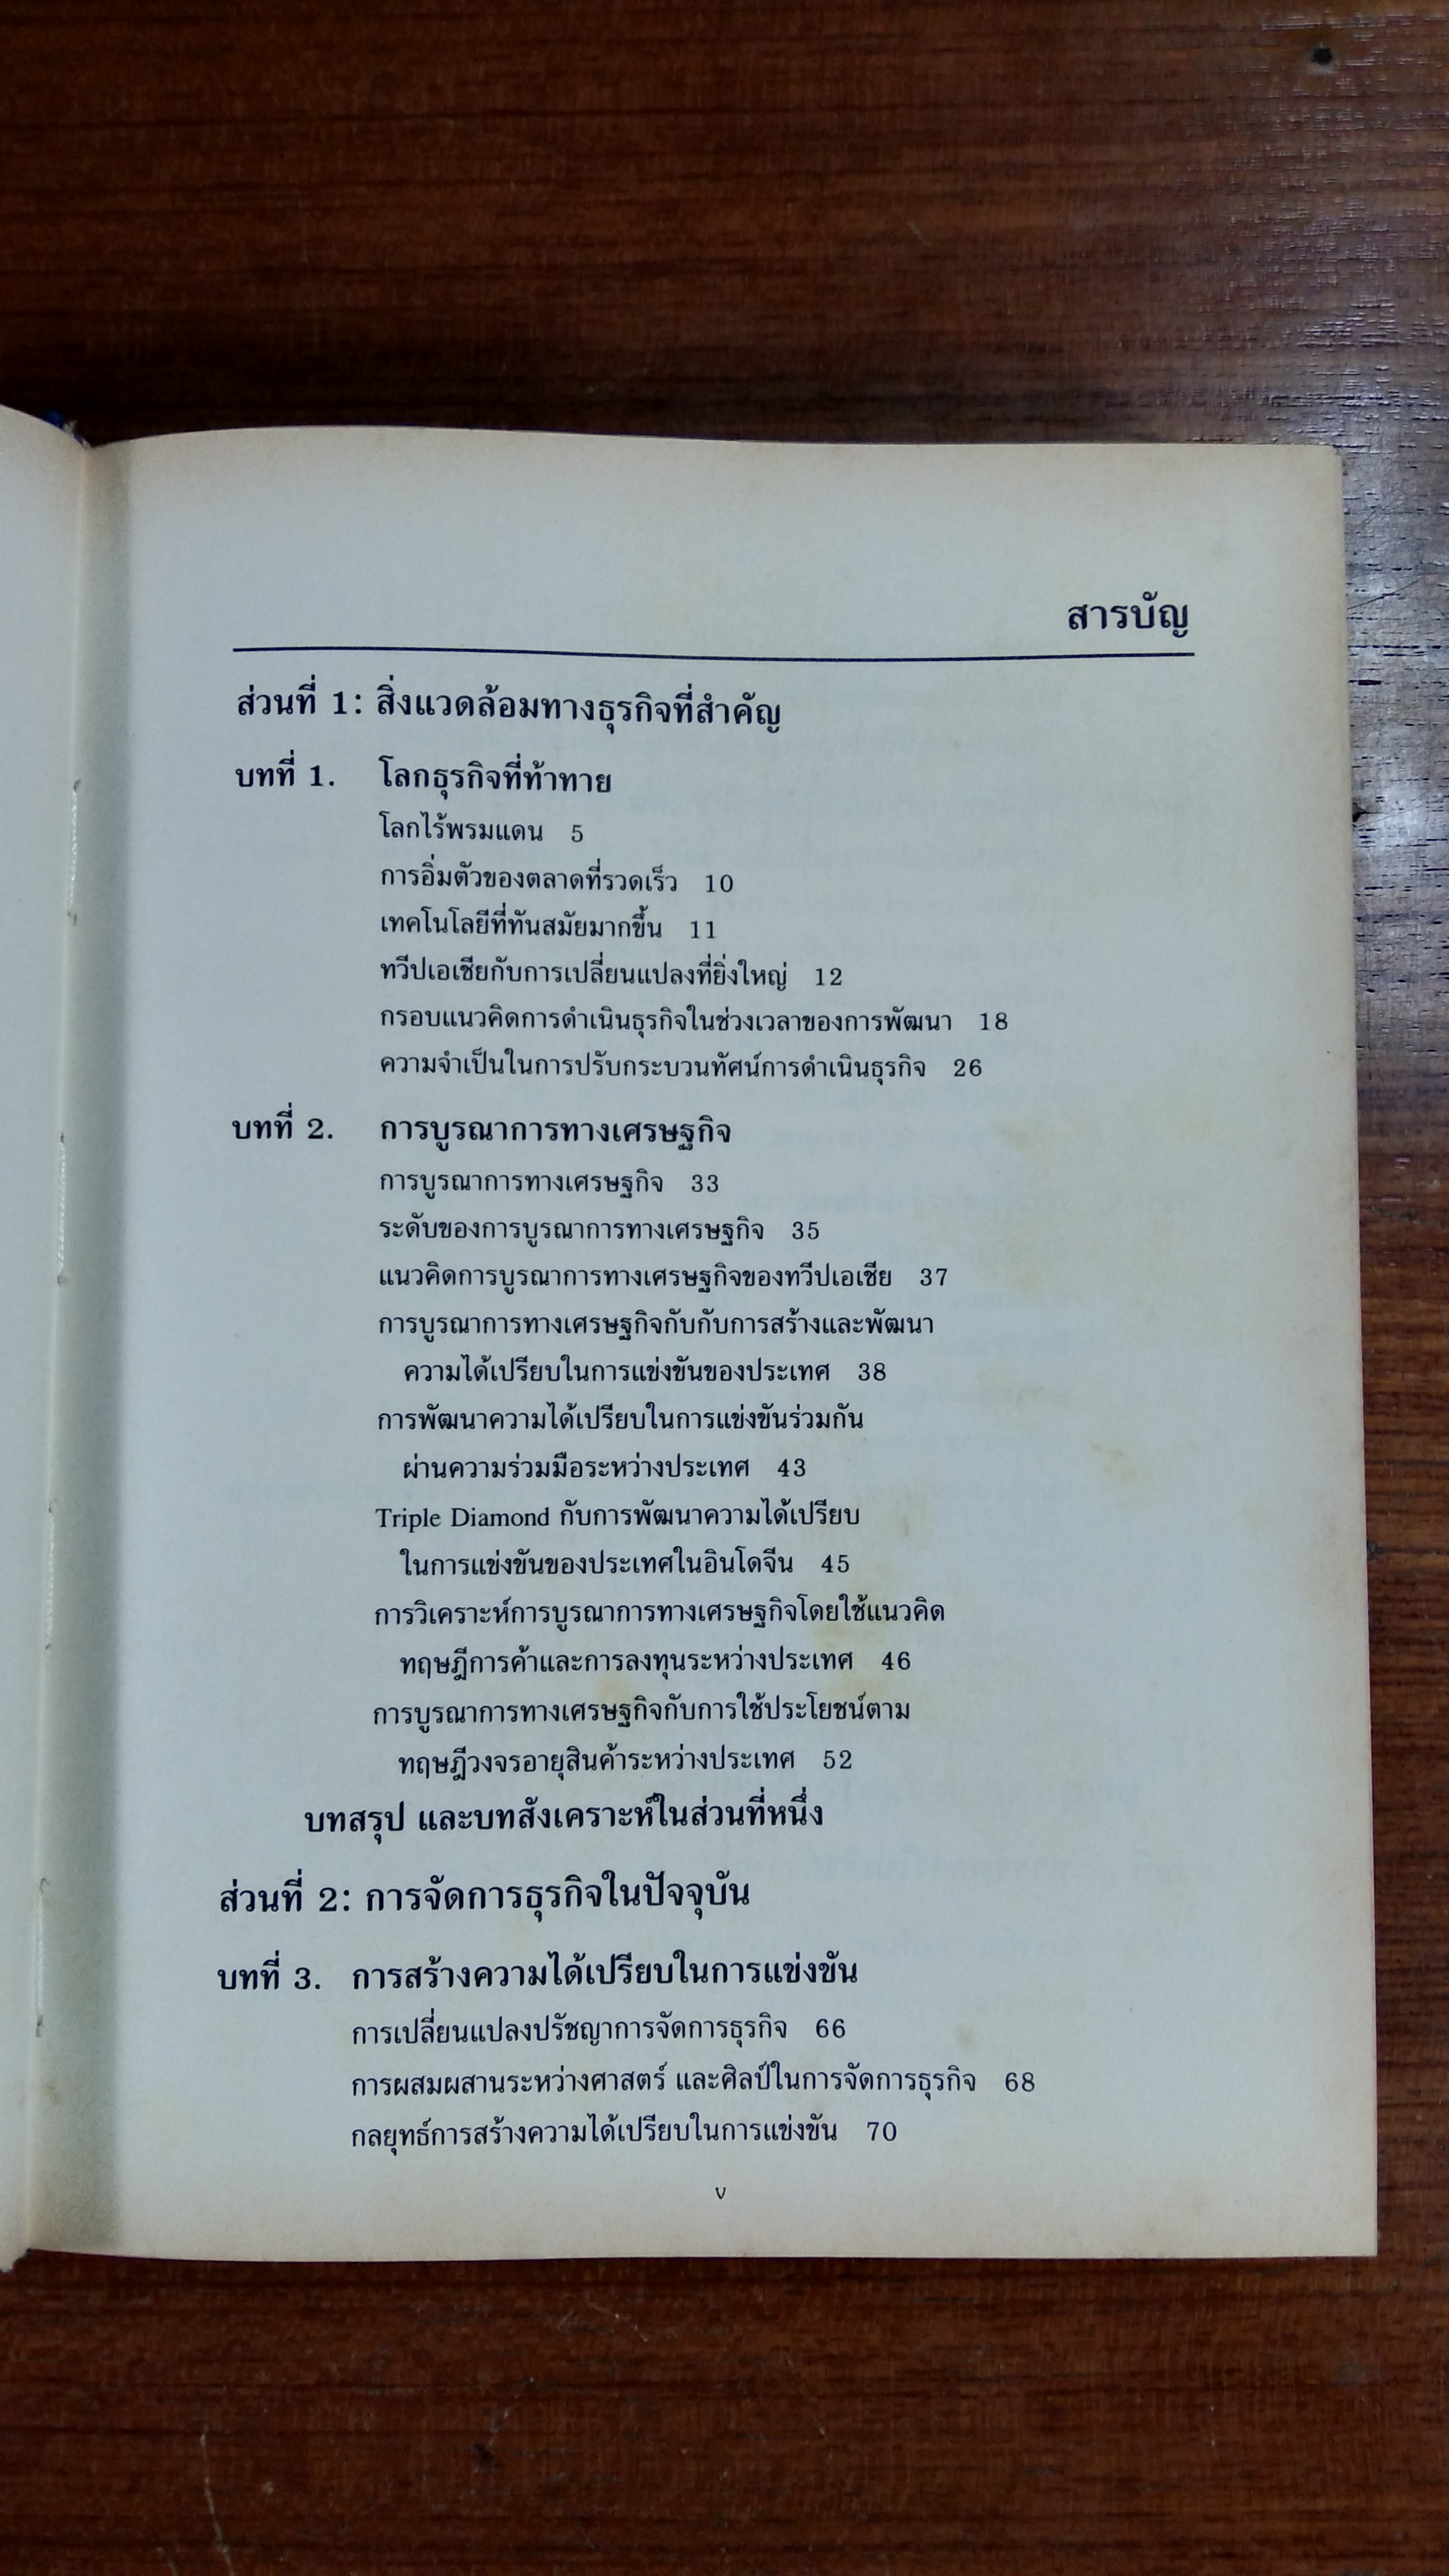 สารบัญ
ส่วนที่ 1: สิ่งแวดล้อมทางธุรกิจที่สำคัญ
บทที่ 1. โลกธุรกิจที่ท้าทาย
โลกไร้พรมแดน 5
การอิ่มตัวของตลาดที่รวดเร็ว 10
เทคโนโลยีที่ทันสมัยมากขึ้น 11
ทวีปเอเชียกับการเปลี่ยนแปลงที่ยิ่งใหญ่ 12
กรอบแนวคิดการดำเนินธุรกิจในช่วงเวลาของการพัฒนา 18
ความจำเป็นในการปรับกระบวนทัศน์การดำเนินธุรกิจ 26
บทที่ 2. การบูรณาการทางเศรษฐกิจ
การบูรณาการทางเศรษฐกิจ 33
ระดับของการบูรณาการทางเศรษฐกิจ 35
แนวคิดการบูรณาการทางเศรษฐกิจของทวีปเอเชีย 37
การบูรณาการทางเศรษฐกิจกับกับการสร้างและพัฒนา
ความได้เปรียบในการแข่งขันของประเทศ 38
การพัฒนาความได้เปรียบในการแข่งขันร่วมกัน
ผ่านความร่วมมือระหว่างประเทศ 43
Triple Diamond กับการพัฒนาความได้เปรียบ
ในการแข่งขันของประเทศในอินโดจีน 45
การวิเคราะห์การบูรณาการทางเศรษฐกิจโดยใช้แนวคิด
ทฤษฎีการค้าและการลงทุนระหว่างประเทศ 46
การบูรณาการทางเศรษฐกิจกับการใช้ประโยชน์ตาม
ทฤษฎีวงจรอายุสินค้าระหว่างประเทศ 52
บทสรุป และบทสังเคราะห์ในส่วนที่หนึ่ง
ส่วนที่ 2: การจัดการธุรกิจในปัจจุบัน
บทที่ 3. การสร้างความได้เปรียบในการแข่งขัน
การเปลี่ยนแปลงปรัชญาการจัดการธุรกิจ 66
การผสมผสานระหว่างศาสตร์ และศิลป์ในการจัดการธุรกิจ 68
กลยุทธ์การสร้างความได้เปรียบในการแข่งขัน 70
v